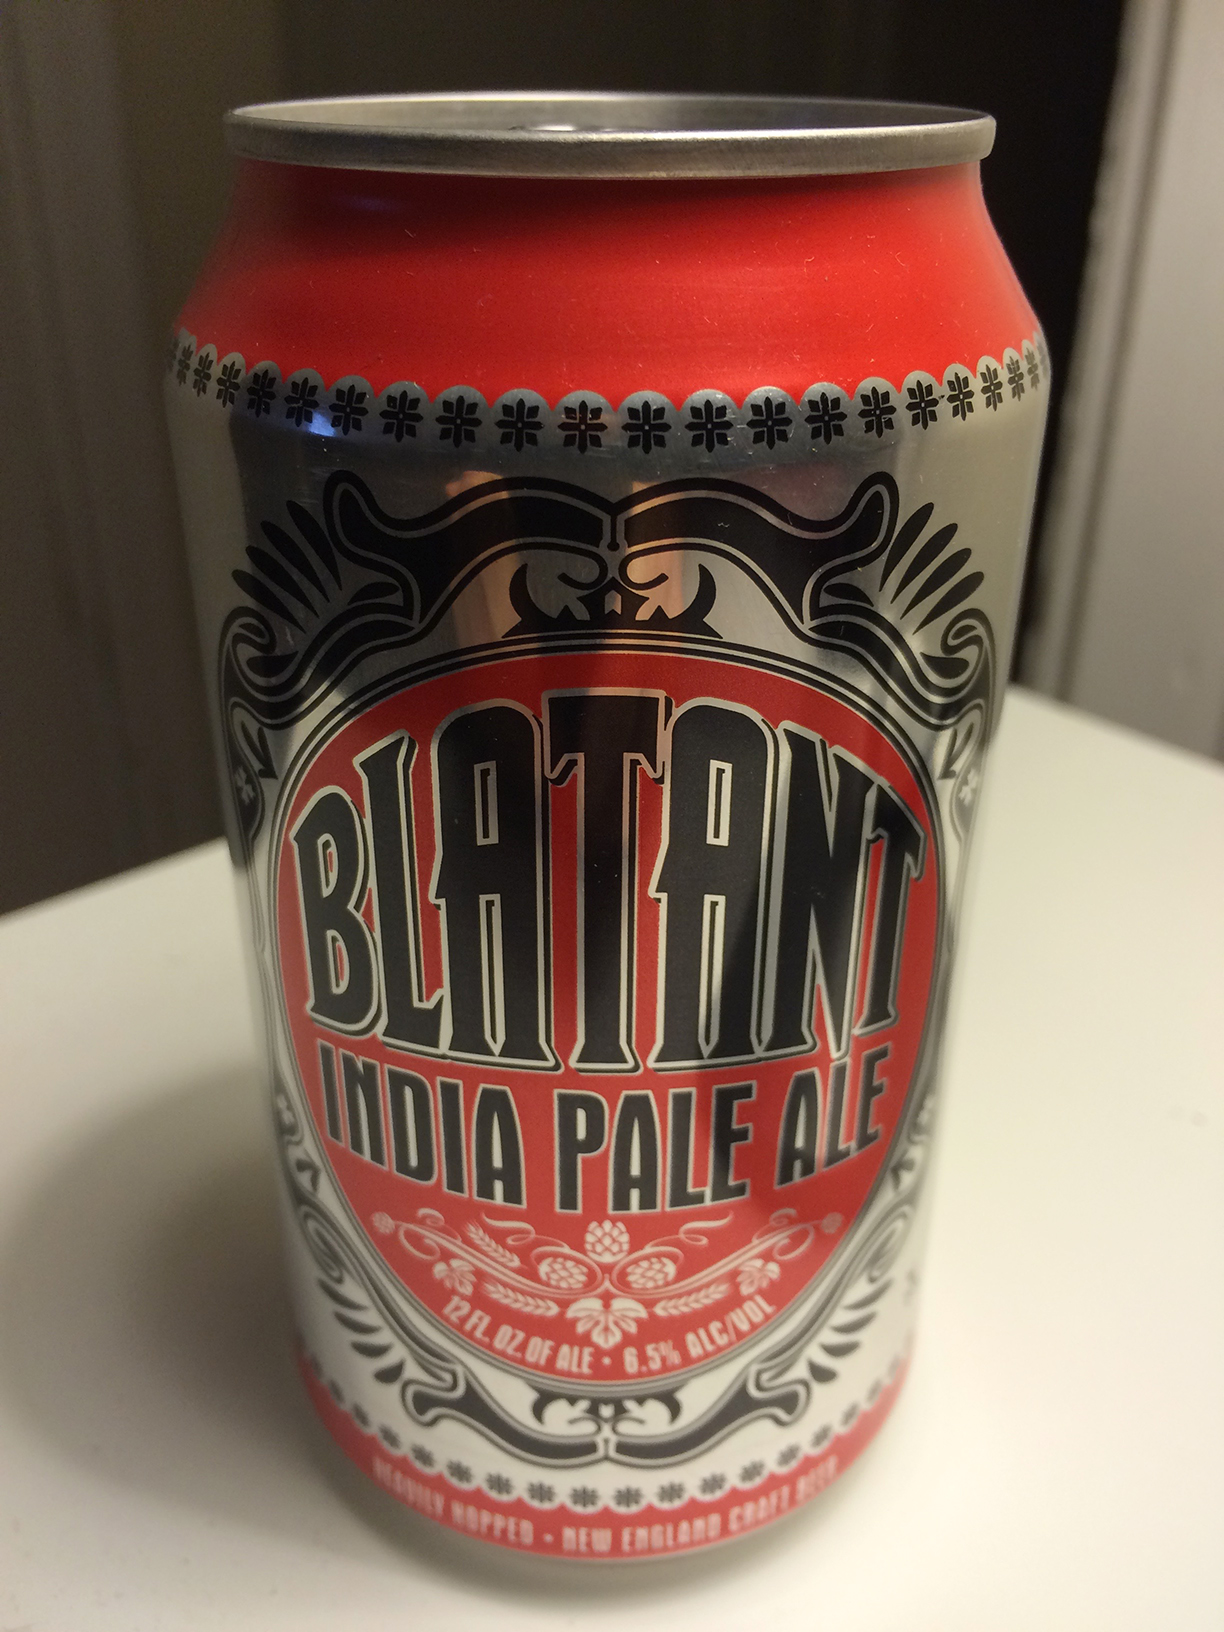 BLATANT
INDIA PALE ALE
12 FL. OZ. OF ALE • 6.5% ALC/VOL
HEAVILY HOPPED • NEW ENGLAND CRAFT BEER